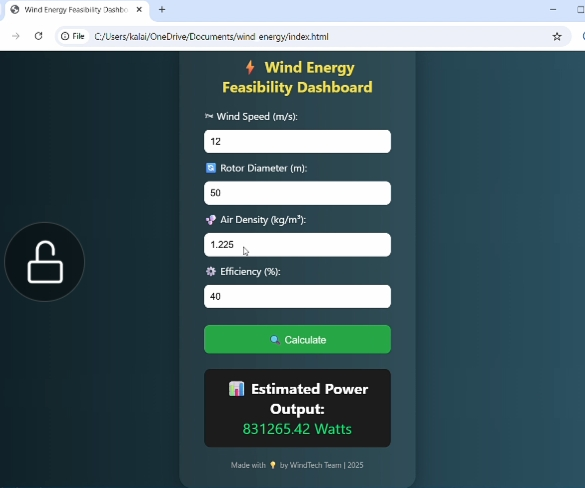 Wind Energy Feasibility Dashbo
File
C:/Users/kalai/OneDrive/Documents/wind energy/index.html
⚡ Wind Energy
Feasibility Dashboard
Wind Speed (m/s):
12
Rotor Diameter (m):
50
Air Density (kg/m³):
1.225
Efficiency (%):
40
🔍 Calculate
📊 Estimated Power
Output:
831265.42 Watts
Made with 💡 by WindTech Team | 2025